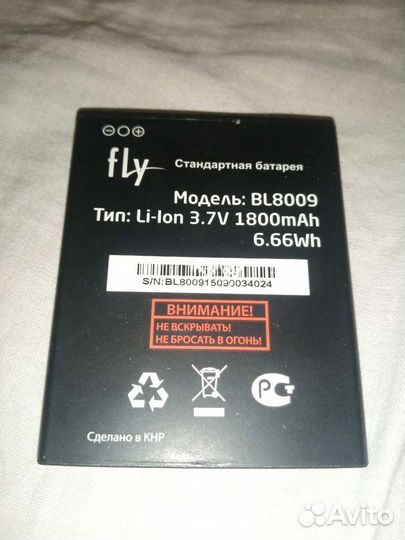 fly
Стандартная батарея
Модель: BL8009
Тип: Li-Ion 3.7V 1800mAh
6.66Wh
S/N:BL800915090034024
ВНИМАНИЕ!
НЕ ВСКРЫВАТЬ!
НЕ БРОСАТЬ В ОГОНЬ!
Сделано в КНР
Avito